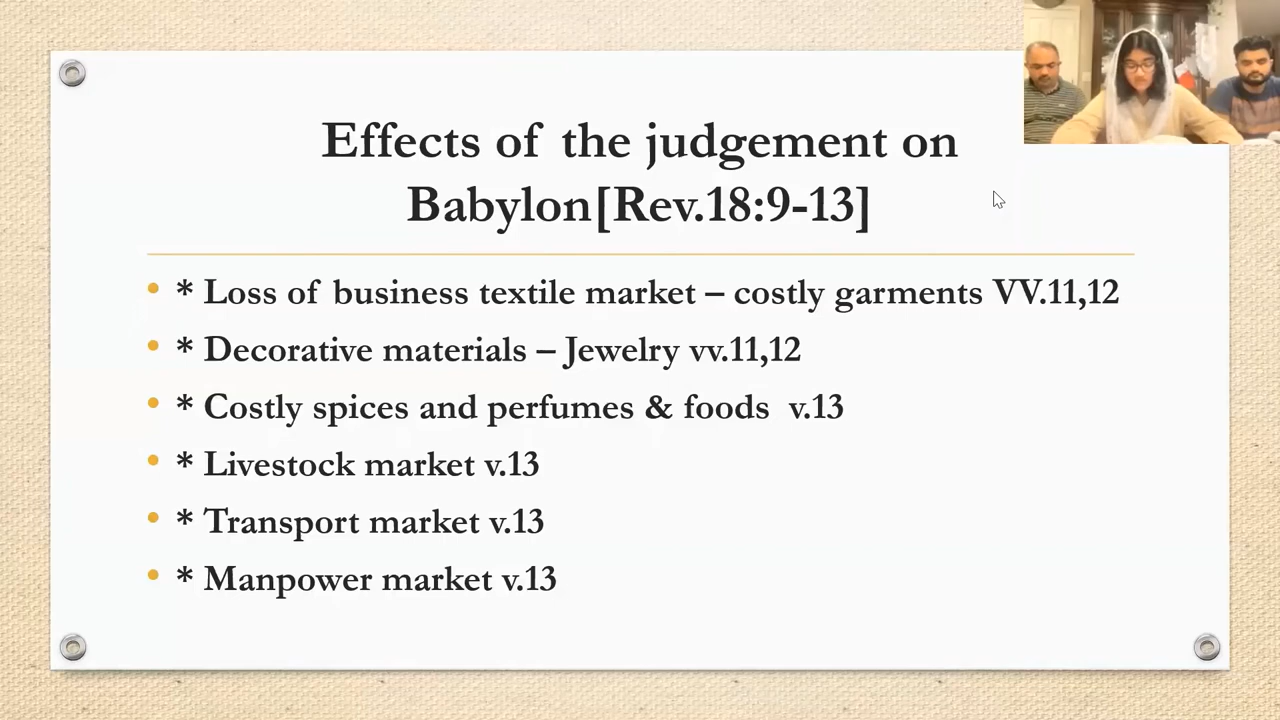 Effects of the judgement on
Babylon[Rev.18:9-13]
* Loss of business textile market – costly garments VV.11,12
* Decorative materials – Jewelry vv.11,12
* Costly spices and perfumes & foods v.13
* Livestock market v.13
* Transport market v.13
* Manpower market v.13